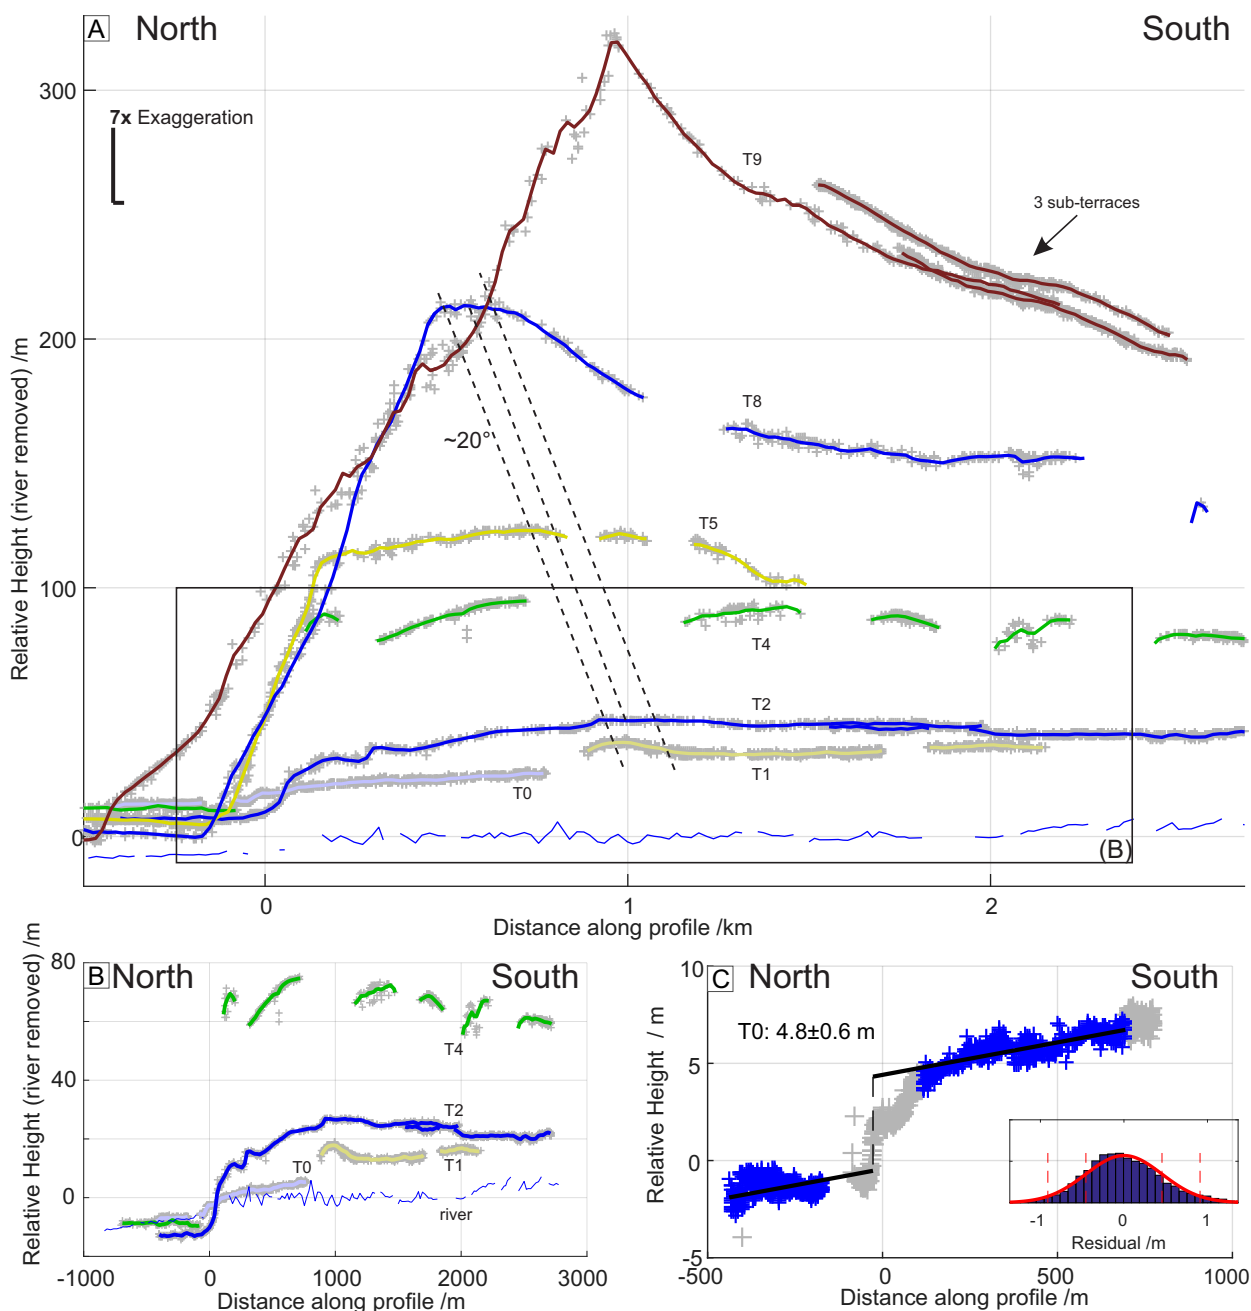 A
North
South
300
7x Exaggeration
T9
3 sub-terraces
200
~20°
T8
T5
100
T4
T2
T1
T0
0
(B)
Relative Height (river removed) /m
0
1
2
Distance along profile /km
B
North
South
80
40
0
T4
T2
T0
T1
river
Relative Height (river removed) /m
-1000
0
1000
2000
3000
Distance along profile /m
C
North
South
10
T0: 4.8±0.6 m
5
0
-5
Relative Height / m
-1
0
1
Residual /m
-500
0
500
1000
Distance along profile /m